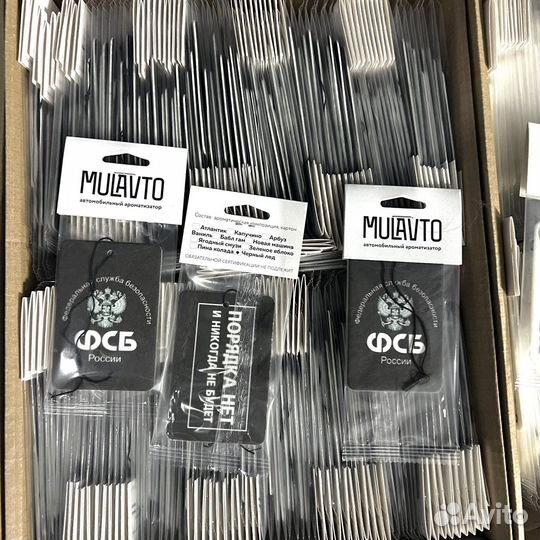 MULAVTO
автомобильный ароматизатор
Федеральная служба безопасности
ФСБ
России
Состав: ароматическая композиция, картон
Атлантик Капучино Арбуз
Ваниль Бабл гам Новая машина
Ягодный смузи Зеленое яблоко
Пина колада • Черный лед
ОБЯЗАТЕЛЬНОЙ СЕРТИФИКАЦИИ НЕ ПОДЛЕЖИТ
ПОРЯДКА НЕТ
И НИКОГДА НЕ БУДЕТ
MULAVTO
автомобильный ароматизатор
Федеральная служба безопасности
ФСБ
России
Avito